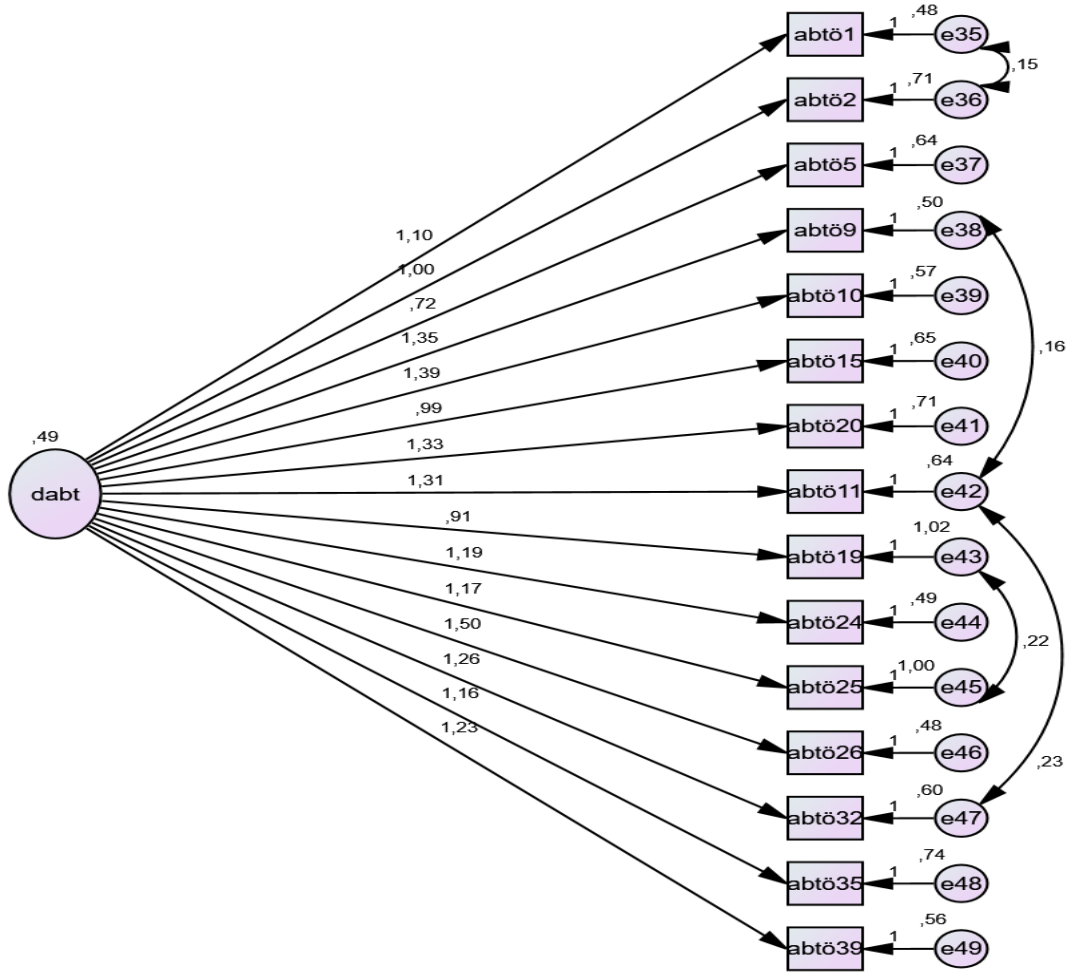 abtö1 1 ,48 e35
,15
abtö2 1 ,71 e36
abtö5 1 ,64 e37
abtö9 1 ,50 e38
abtö10 1 ,57 e39
,16
abtö15 1 ,65 e40
abtö20 1 ,71 e41
abtö11 1 ,64 e42
abtö19 1 1,02 e43
abtö24 1 ,49 e44
,22
abtö25 1 1,00 e45
abtö26 1 ,48 e46
,23
abtö32 1 ,60 e47
abtö35 1 ,74 e48
abtö39 1 ,56 e49
1,10
1,00
,72
1,35
1,39
,99
1,33
1,31
,91
1,19
1,17
1,50
1,26
1,16
1,23
,49
dabt